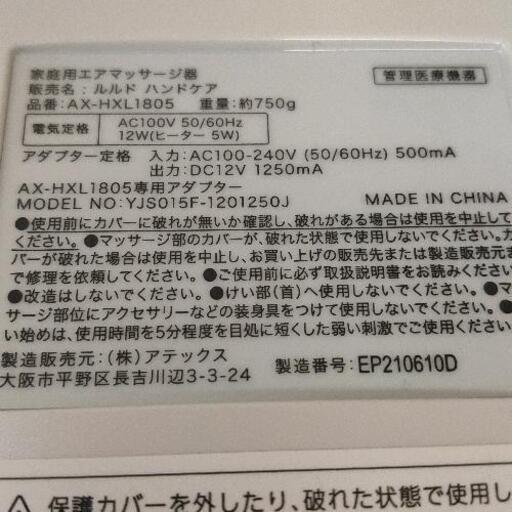 家庭用エアマッサージ器
販売名：ルルド ハンドケア
管理医療機器
品番：AX-HXL1805 重量：約750g
電気定格 AC100V 50/60Hz
12W(ヒーター 5W)
アダプター定格 入力：AC100-240V (50/60Hz) 500mA
出力：DC12V 1250mA
AX-HXL1805専用アダプター
MODEL NO:YJS015F-1201250J MADE IN CHINA
●使用前にカバーに破れが無いか確認し、破れがある場合は使用を中止して
ください。●マッサージ部のカバーが、破れた状態で使用しないでください。カ
バーが破れた場合は使用を中止し、お買い上げの販売先または製造販売元ま
で修理を依頼してください。●ご使用前に必ず取扱説明書をお読みください
●改造はしないでください。●けい部(首)へ使用しないでください。●マ
サージ部位にアクセサリーなどの装身具をつけて使用しないでください。
い始めは、使用時間を5分程度を目処に短くした弱い刺激でご使用くださ
製造販売元：(株)アテックス
大阪市平野区長吉川辺3-3-24
製造番号：EP210610D
保護カバーを外したり、破れた状態で使用し